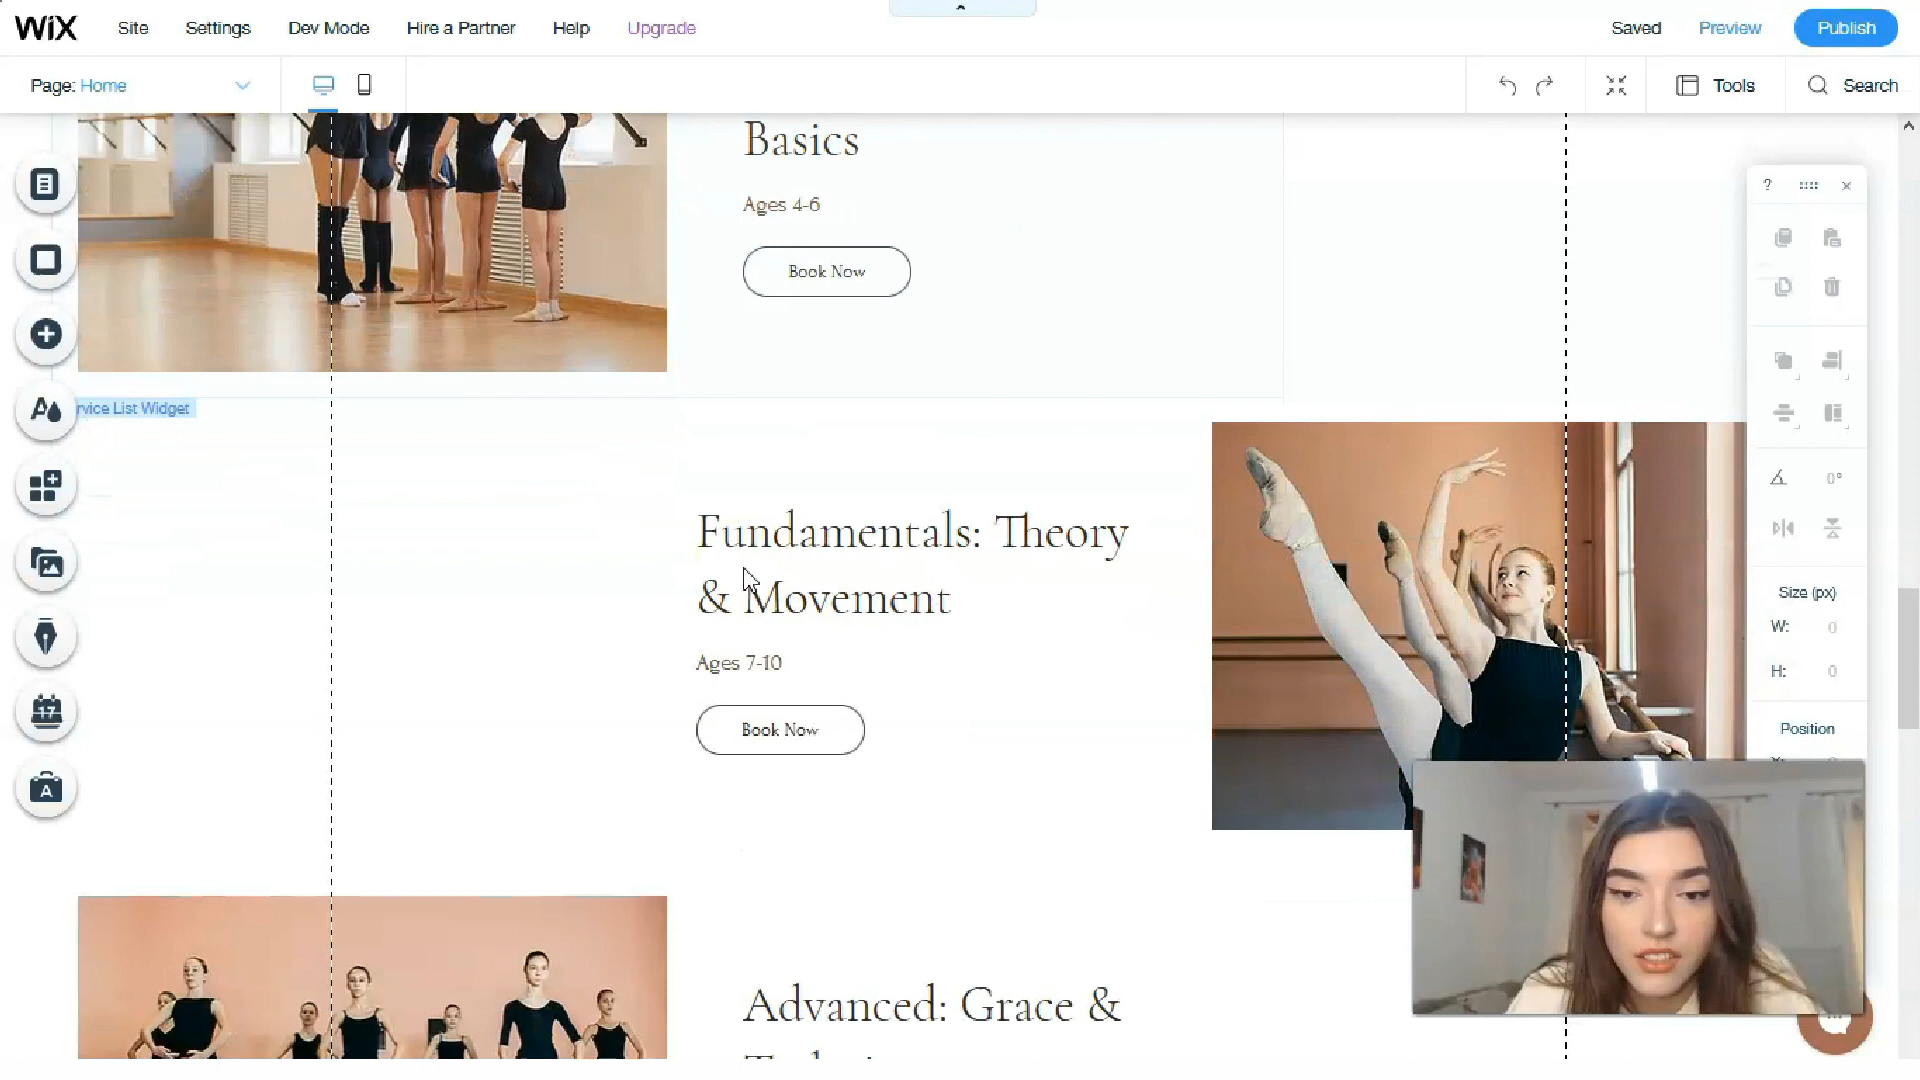 WiX
Site
Settings
Dev Mode
Hire a Partner
Help
Upgrade
Saved
Preview
Publish
Page: Home
Tools
Search
Basics
Ages 4-6
Book Now
rvice List Widget
Fundamentals: Theory
& Movement
Ages 7-10
Book Now
Advanced: Grace &
?
0°
Size (px)
W: 0
H: 0
Position
17
A